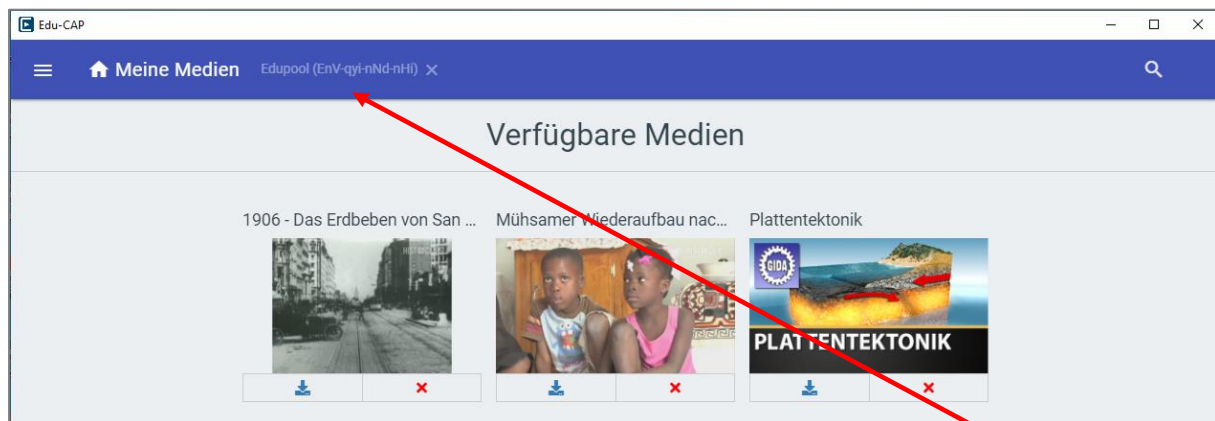 Edu-CAP
Meine Medien Edupool (EnV-qyi-nNd-nHi)
Verfügbare Medien
1906 - Das Erdbeben von San ... Mühsamer Wiederaufbau nac... Plattentektonik
GIDA
PLATTENTEKTONIK